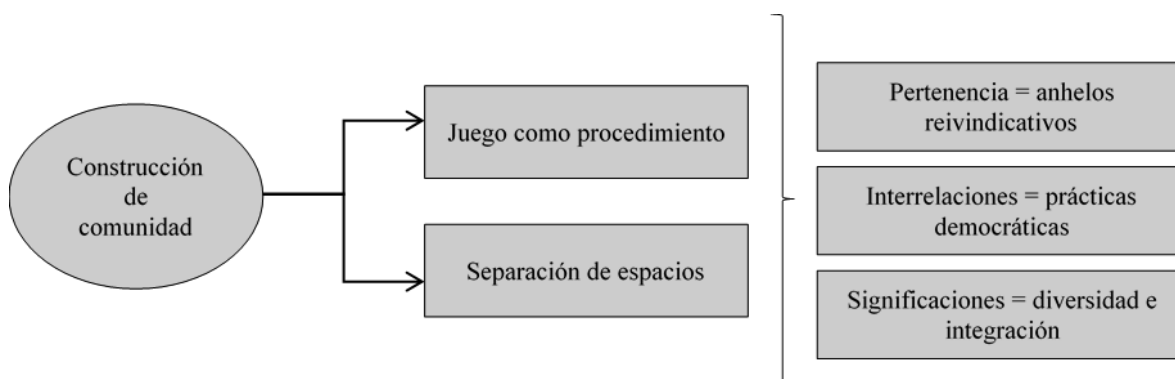 Construcción
de
comunidad
Juego como procedimiento
Separación de espacios
Pertenencia = anhelos
reivindicativos
Interrelaciones = prácticas
democráticas
Significaciones = diversidad e
integración